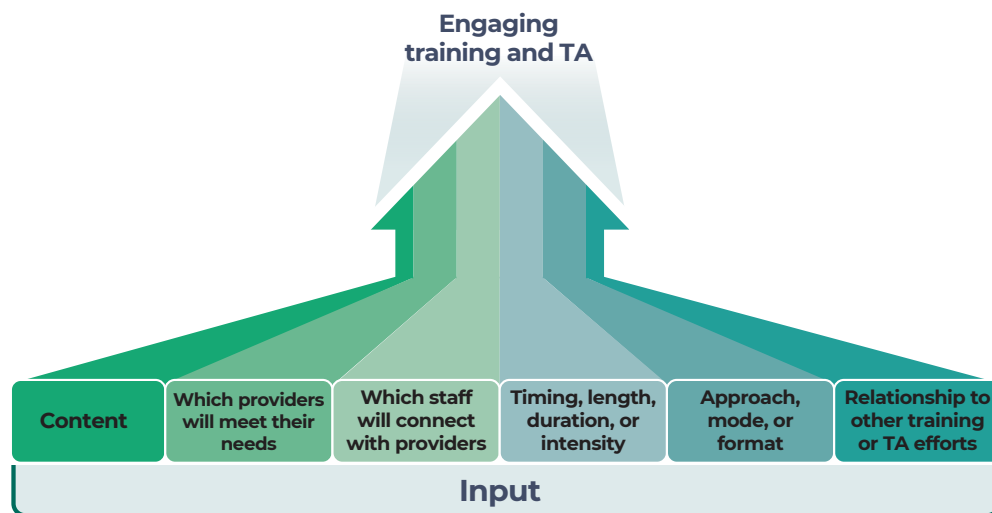 Engaging
training and TA
Content
Which providers
will meet their
needs
Which staff
will connect
with providers
Timing, length,
duration, or
intensity
Approach,
mode, or
format
Relationship to
other training
or TA efforts
Input